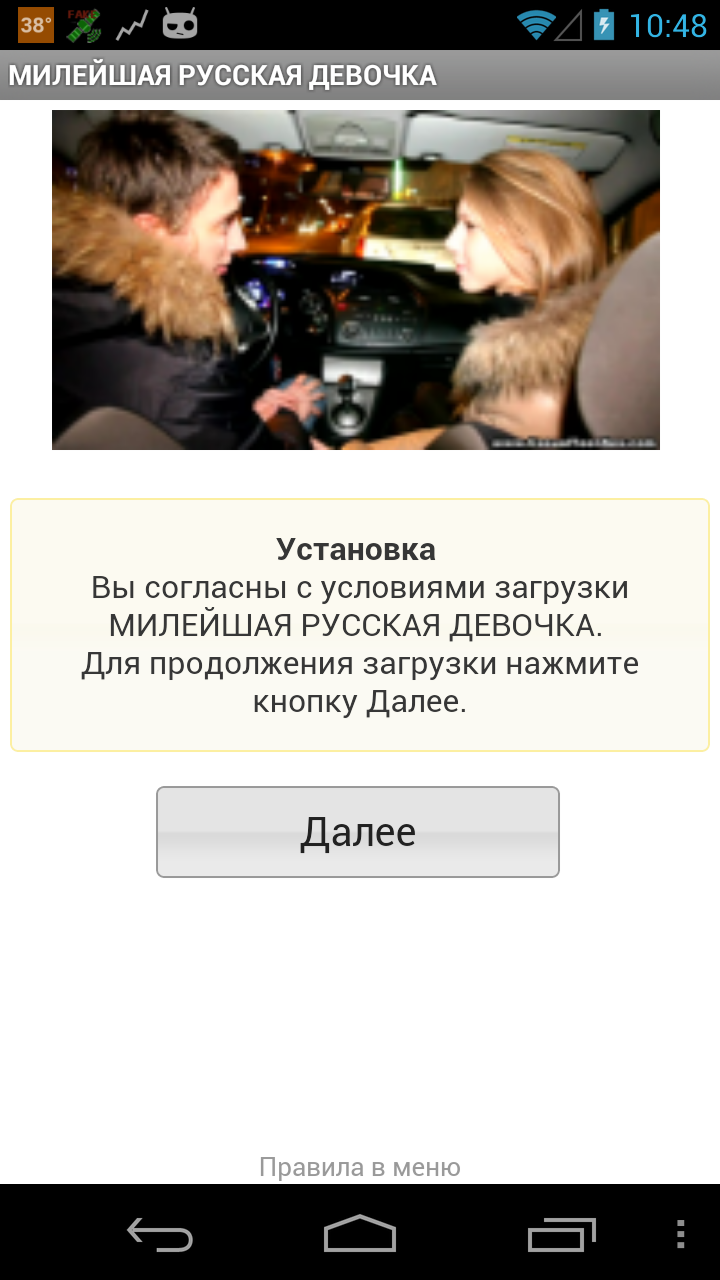 38°
FAKE
10:48
МИЛЕЙШАЯ РУССКАЯ ДЕВОЧКА
Установка
Вы согласны с условиями загрузки
МИЛЕЙШАЯ РУССКАЯ ДЕВОЧКА.
Для продолжения загрузки нажмите
кнопку Далее.
Далее
Правила в меню